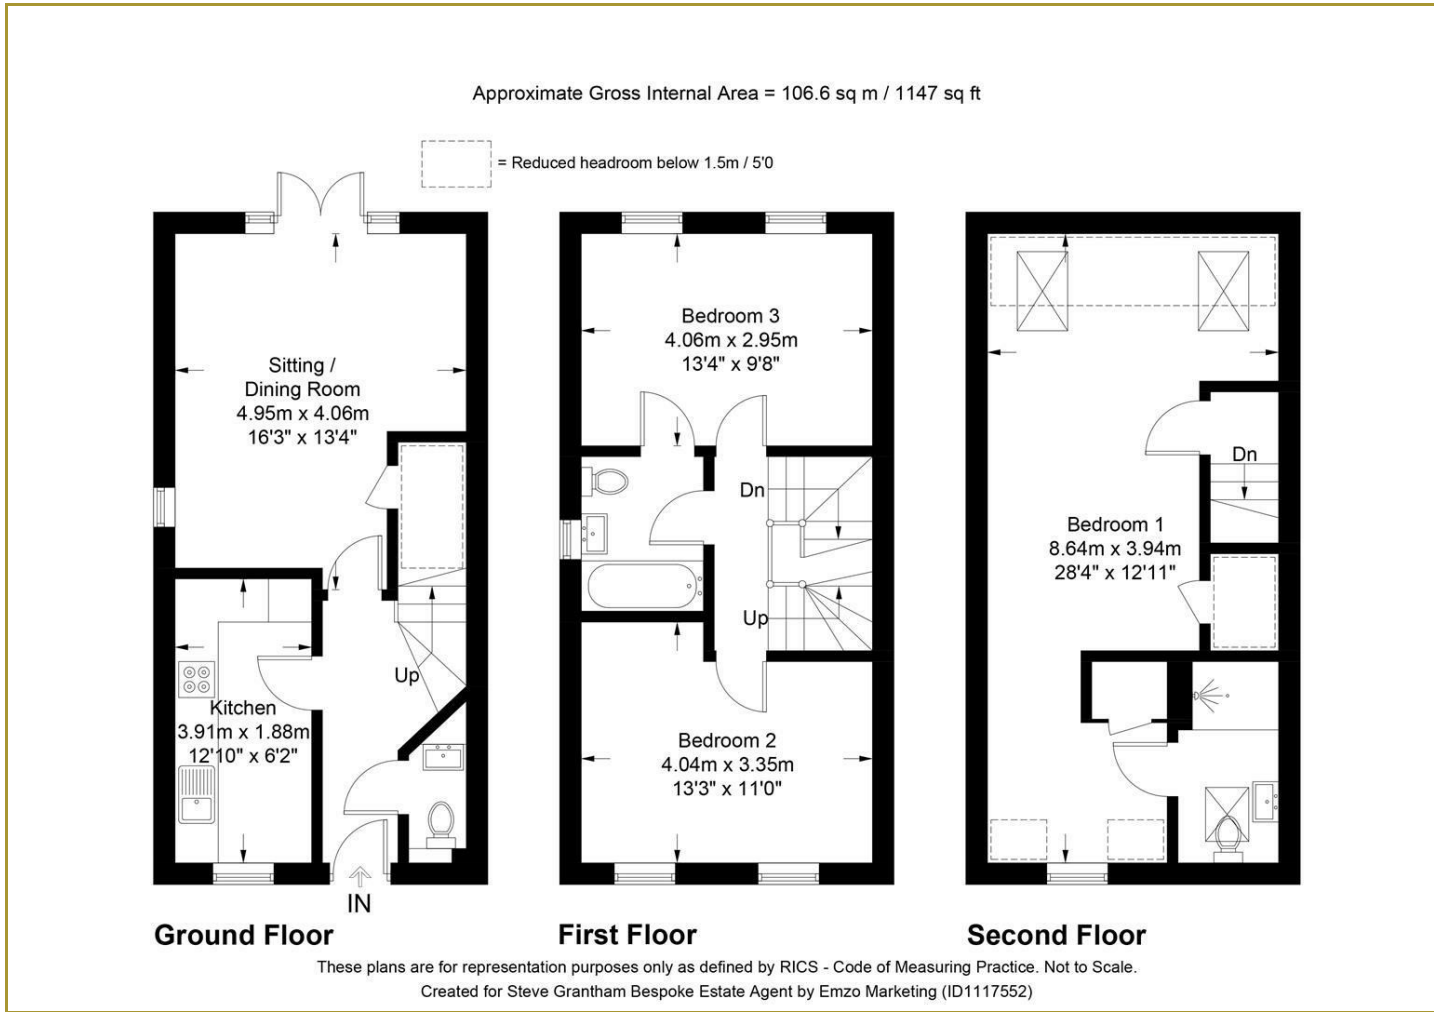 Approximate Gross Internal Area = 106.6 sq m / 1147 sq ft
= Reduced headroom below 1.5m / 5'0
Sitting /
Dining Room
4.95m x 4.06m
16'3" x 13'4"
Up
Kitchen
3.91m x 1.88m
12'10" x 6'2"
IN
Ground Floor
Bedroom 3
4.06m x 2.95m
13'4" x 9'8"
Dn
Up
Bedroom 2
4.04m x 3.35m
13'3" x 11'0"
First Floor
Dn
Bedroom 1
8.64m x 3.94m
28'4" x 12'11"
Second Floor
These plans are for representation purposes only as defined by RICS - Code of Measuring Practice. Not to Scale.
Created for Steve Grantham Bespoke Estate Agent by Emzo Marketing (ID1117552)